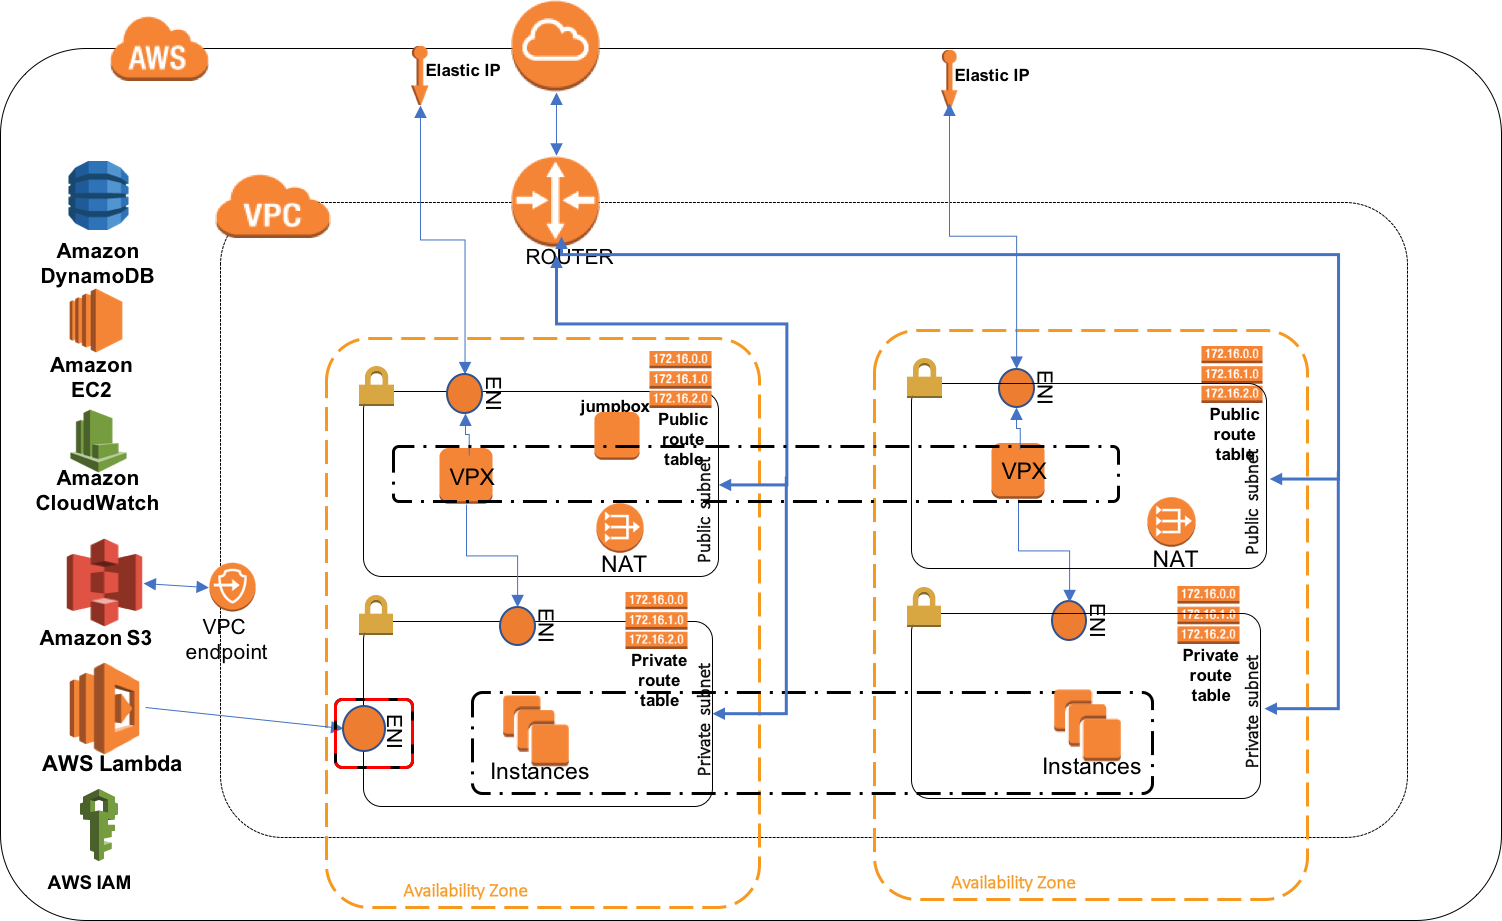 AWS
Elastic IP
Elastic IP
VPC
ROUTER
Amazon
DynamoDB
Amazon
EC2
Amazon
CloudWatch
Amazon S3
VPC
endpoint
AWS Lambda
AWS IAM
ENI
jumpbox
172.16.0.0
172.16.1.0
172.16.2.0
Public
route
table
VPX
NAT
Public subnet
ENI
172.16.0.0
172.16.1.0
172.16.2.0
Private
route
table
Private subnet
ENI
Instances
Availability Zone
ENI
172.16.0.0
172.16.1.0
172.16.2.0
Public
route
table
VPX
NAT
Public subnet
ENI
172.16.0.0
172.16.1.0
172.16.2.0
Private
route
table
Private subnet
Instances
Availability Zone